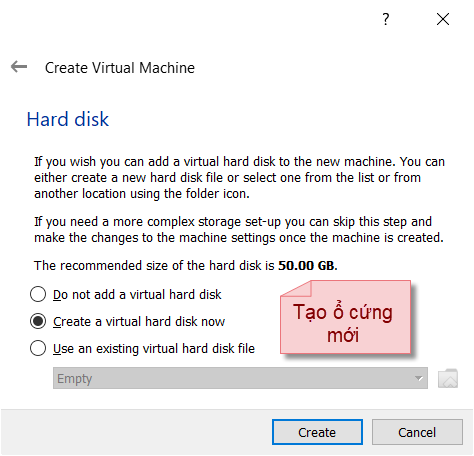 ?
Create Virtual Machine
Hard disk
If you wish you can add a virtual hard disk to the new machine. You can
either create a new hard disk file or select one from the list or from
another location using the folder icon.
If you need a more complex storage set-up you can skip this step and
make the changes to the machine settings once the machine is created.
The recommended size of the hard disk is 50.00 GB.
Do not add a virtual hard disk
Create a virtual hard disk now
Use an existing virtual hard disk file
Tạo ổ cứng
mới
Empty
Create Cancel